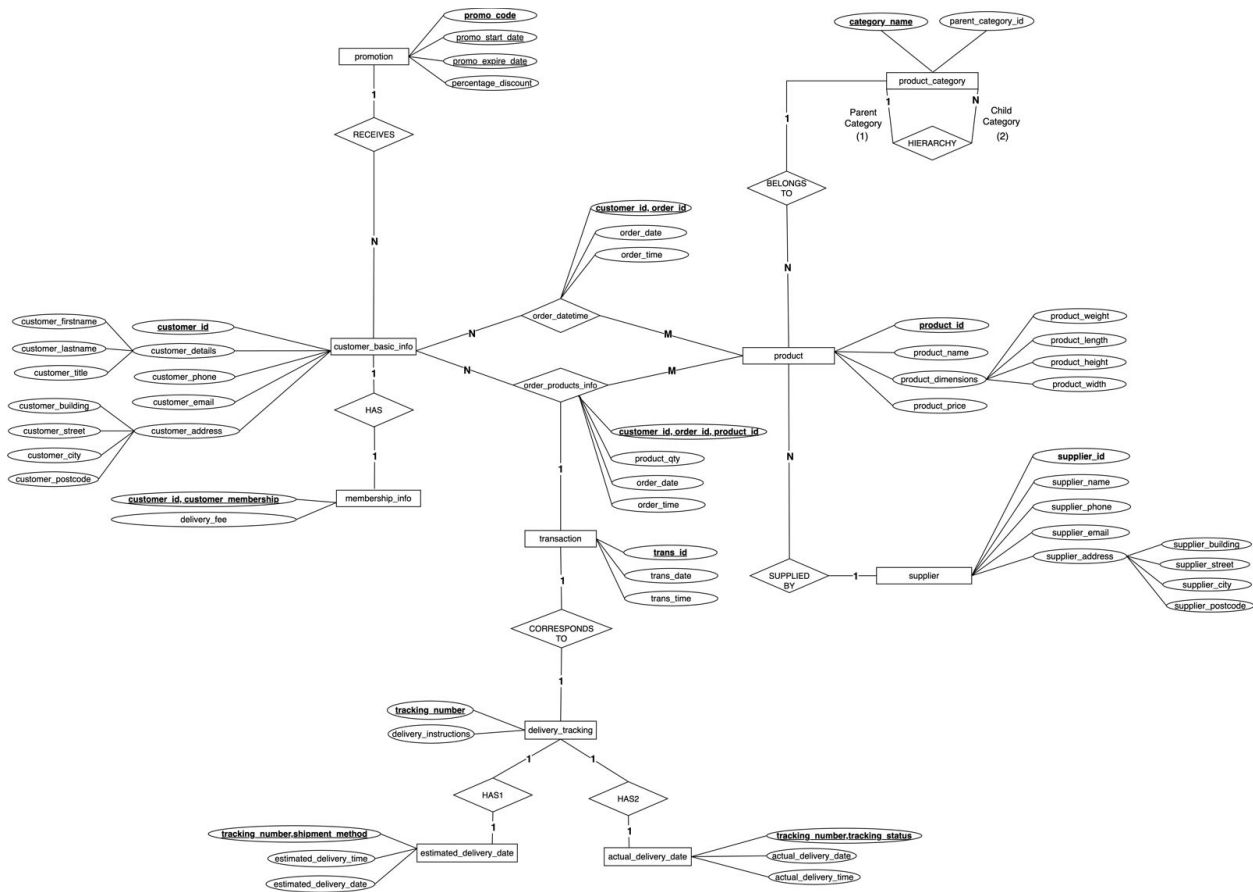 promo_code
promo_start_date
promo_expire_date
percentage_discount
promotion
1
RECEIVES
N
category_name
parent_category_id
product_category
1
N
Parent
Category
(1)
Child
Category
(2)
HIERARCHY
1
BELONGS
TO
N
customer_id, order_id
order_date
order_time
order_datetime
N
M
customer_firstname
customer_lastname
customer_title
customer_id
customer_details
customer_phone
customer_email
customer_building
customer_street
customer_city
customer_postcode
customer_address
customer_basic_info
1
HAS
1
customer_id, customer_membership
delivery_fee
membership_info
N
M
order_products_info
customer_id, order_id, product_id
product_qty
order_date
order_time
product
product_id
product_name
product_dimensions
product_price
product_weight
product_length
product_height
product_width
N
SUPPLIED
BY
1
supplier
supplier_id
supplier_name
supplier_phone
supplier_email
supplier_address
supplier_building
supplier_street
supplier_city
supplier_postcode
1
transaction
trans_id
trans_date
trans_time
1
CORRESPONDS
TO
1
tracking_number
delivery_instructions
delivery_tracking
1
1
HAS1
HAS2
1
1
tracking_number,shipment_method
estimated_delivery_time
estimated_delivery_date
estimated_delivery_date
actual_delivery_date
tracking_number,tracking_status
actual_delivery_date
actual_delivery_time